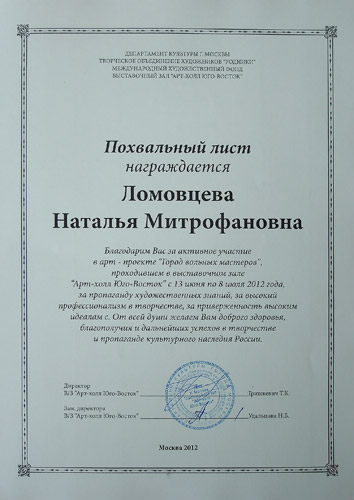 ДЕПАРТАМЕНТ КУЛЬТУРЫ Г. МОСКВЫ
ТВОРЧЕСКОЕ ОБЪЕДИНЕНИЕ ХУДОЖНИКОВ "РОДНИКИ"
МЕЖДУНАРОДНЫЙ ХУДОЖЕСТВЕННЫЙ ФОНД
ВЫСТАВОЧНЫЙ ЗАЛ "АРТ-ХОЛЛ ЮГО-ВОСТОК"
Похвальный лист
награждается
Ломовцева
Наталья Митрофановна
Благодарим Вас за активное участие
в арт - проекте "Город вольных мастеров",
проходившем в выставочном зале
"Арт-холл Юго-Восток" с 13 июня по 8 июля 2012 года,
за пропаганду художественных знаний, за высокий
профессионализм в творчестве, за приверженность высоким
идеалам с. От всей души желаем Вам доброго здоровья,
благополучия и дальнейших успехов в творчестве
и пропаганде культурного наследия России.
Директор
ВЗ "Арт-холл Юго-Восток" Гришкевич Т.К.
Зам. директора
ВЗ "Арт-холл Юго-Восток" Удальцова Н.Б.
Москва 2012